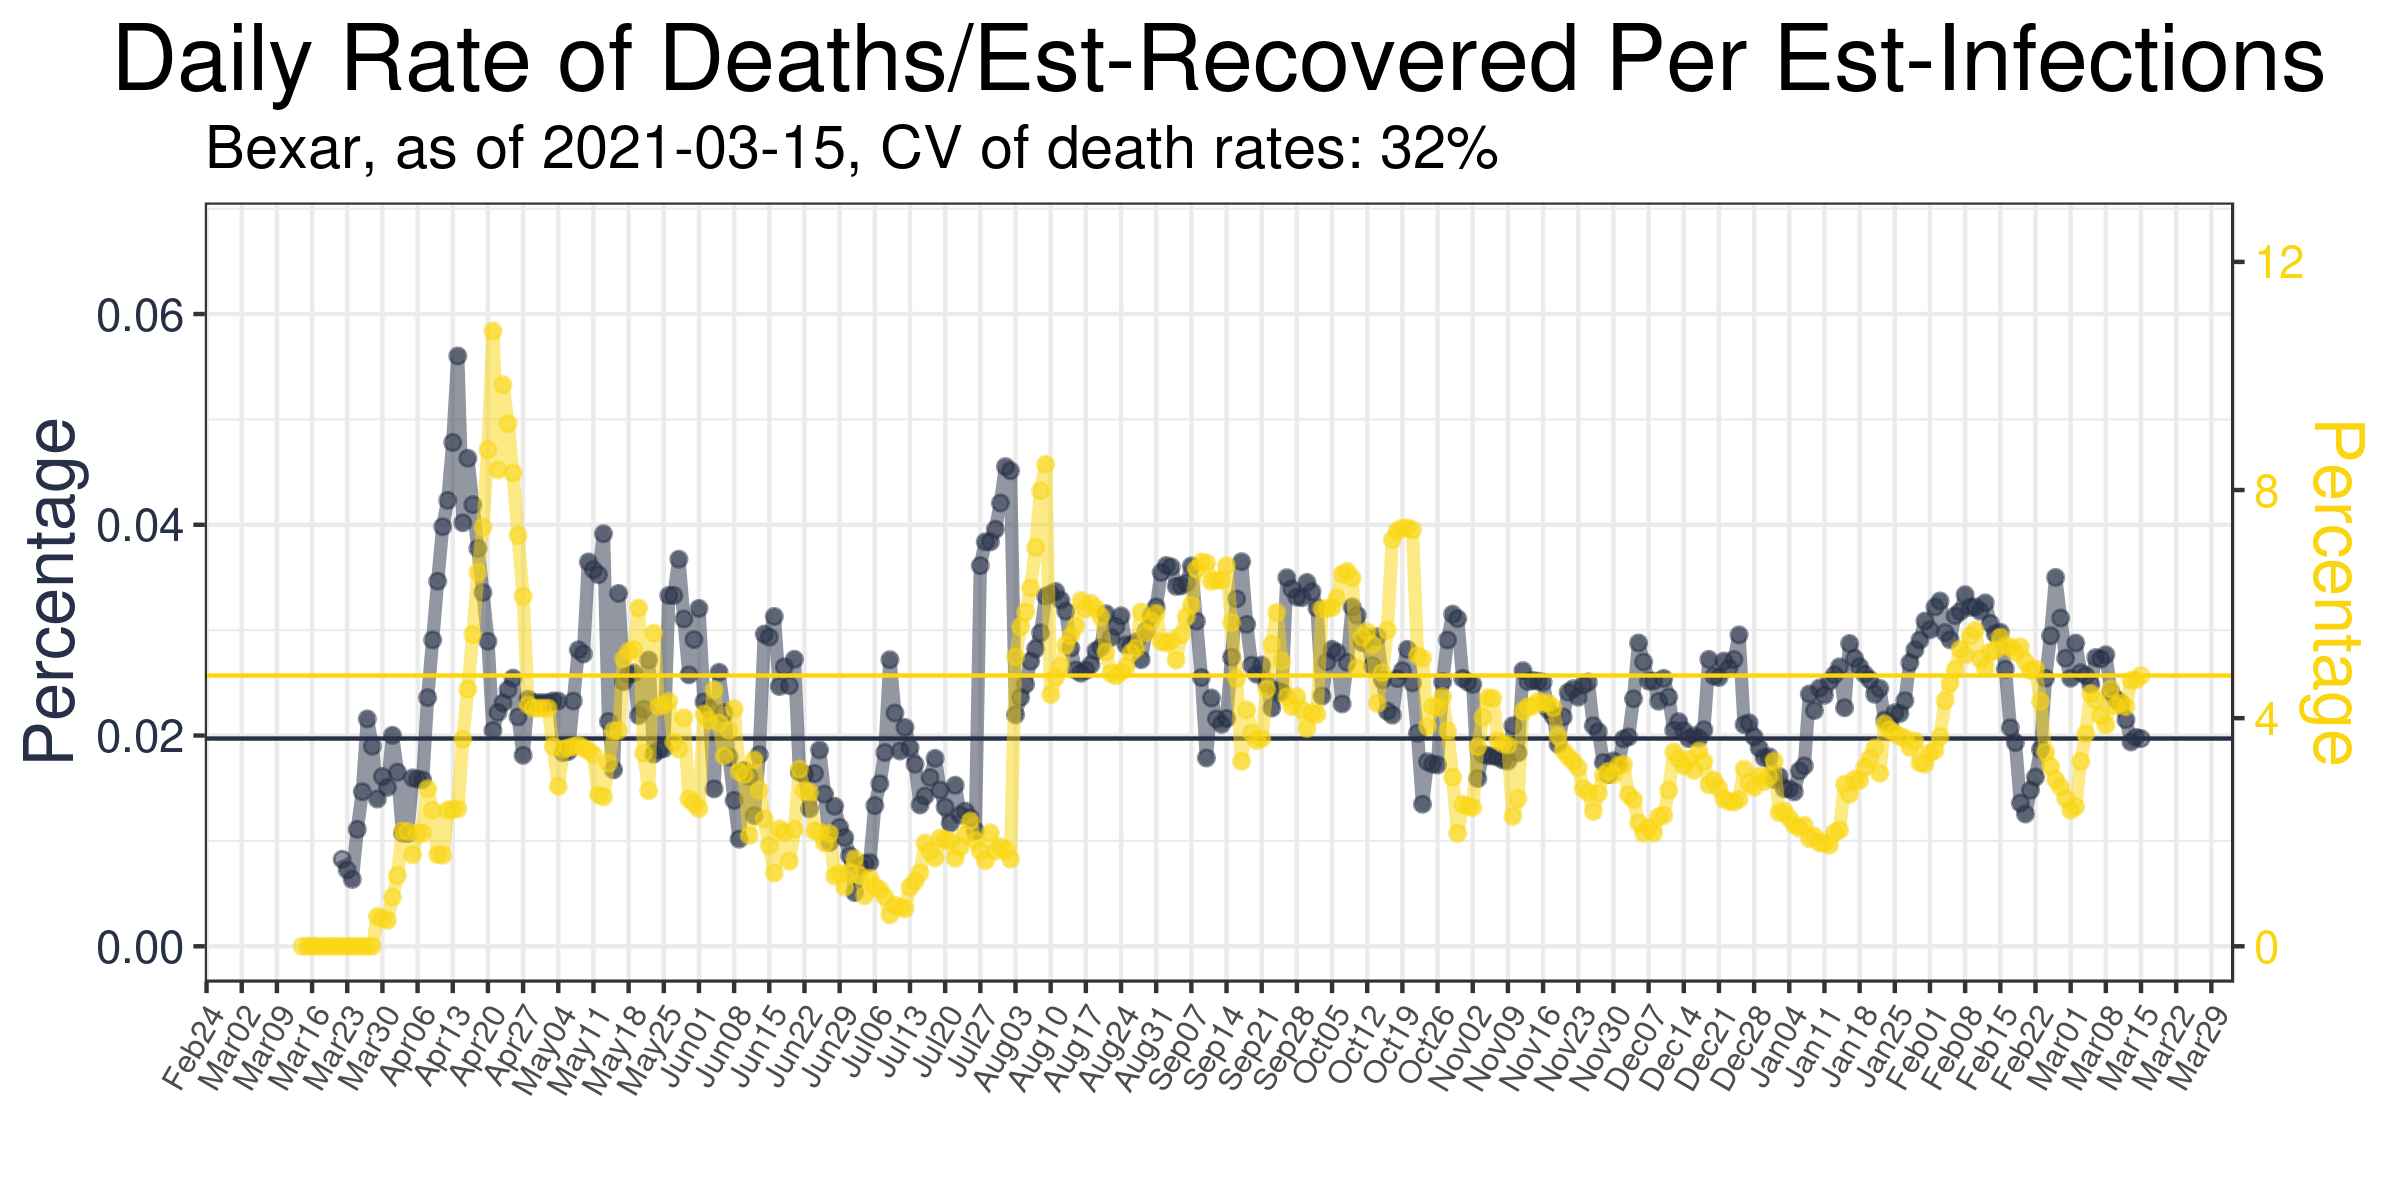 Daily Rate of Deaths/Est-Recovered Per Est-Infections
Bexar, as of 2021-03-15, CV of death rates: 32%
Percentage
0.06
0.04
0.02
0.00
12
8
4
0
Percentage
Feb24
Mar02
Mar09
Mar16
Mar23
Mar30
Apr06
Apr13
Apr20
Apr27
May04
May11
May18
May25
Jun01
Jun08
Jun15
Jun22
Jun29
Jul06
Jul13
Jul20
Jul27
Aug03
Aug10
Aug17
Aug24
Aug31
Sep07
Sep14
Sep21
Sep28
Oct05
Oct12
Oct19
Oct26
Nov02
Nov09
Nov16
Nov23
Nov30
Dec07
Dec14
Dec21
Dec28
Jan04
Jan11
Jan18
Jan25
Feb01
Feb08
Feb15
Feb22
Mar01
Mar08
Mar15
Mar22
Mar29